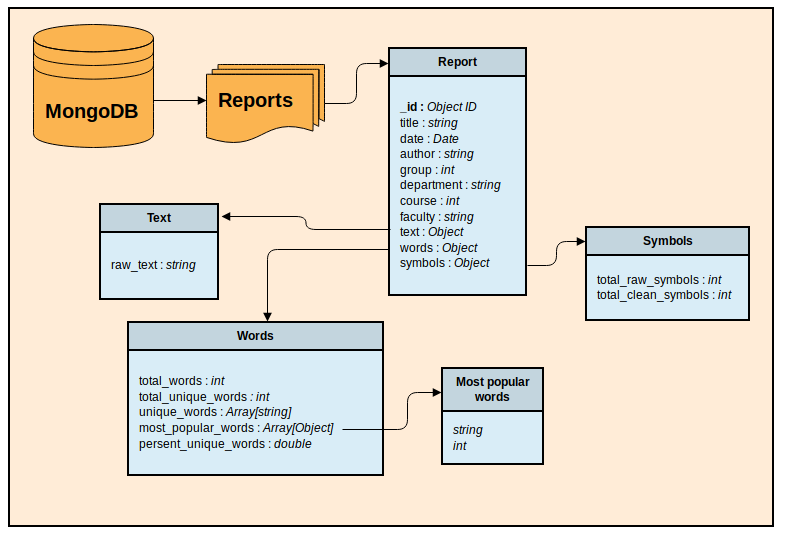 MongoDB
Reports
Report
_id : Object ID
title : string
date : Date
author : string
group : int
department : string
course : int
faculty : string
text : Object
words : Object
symbols : Object
Text
raw_text : string
Symbols
total_raw_symbols : int
total_clean_symbols : int
Words
total_words : int
total_unique_words : int
unique_words : Array[string]
most_popular_words : Array[Object]
persent_unique_words : double
Most popular
words
string
int